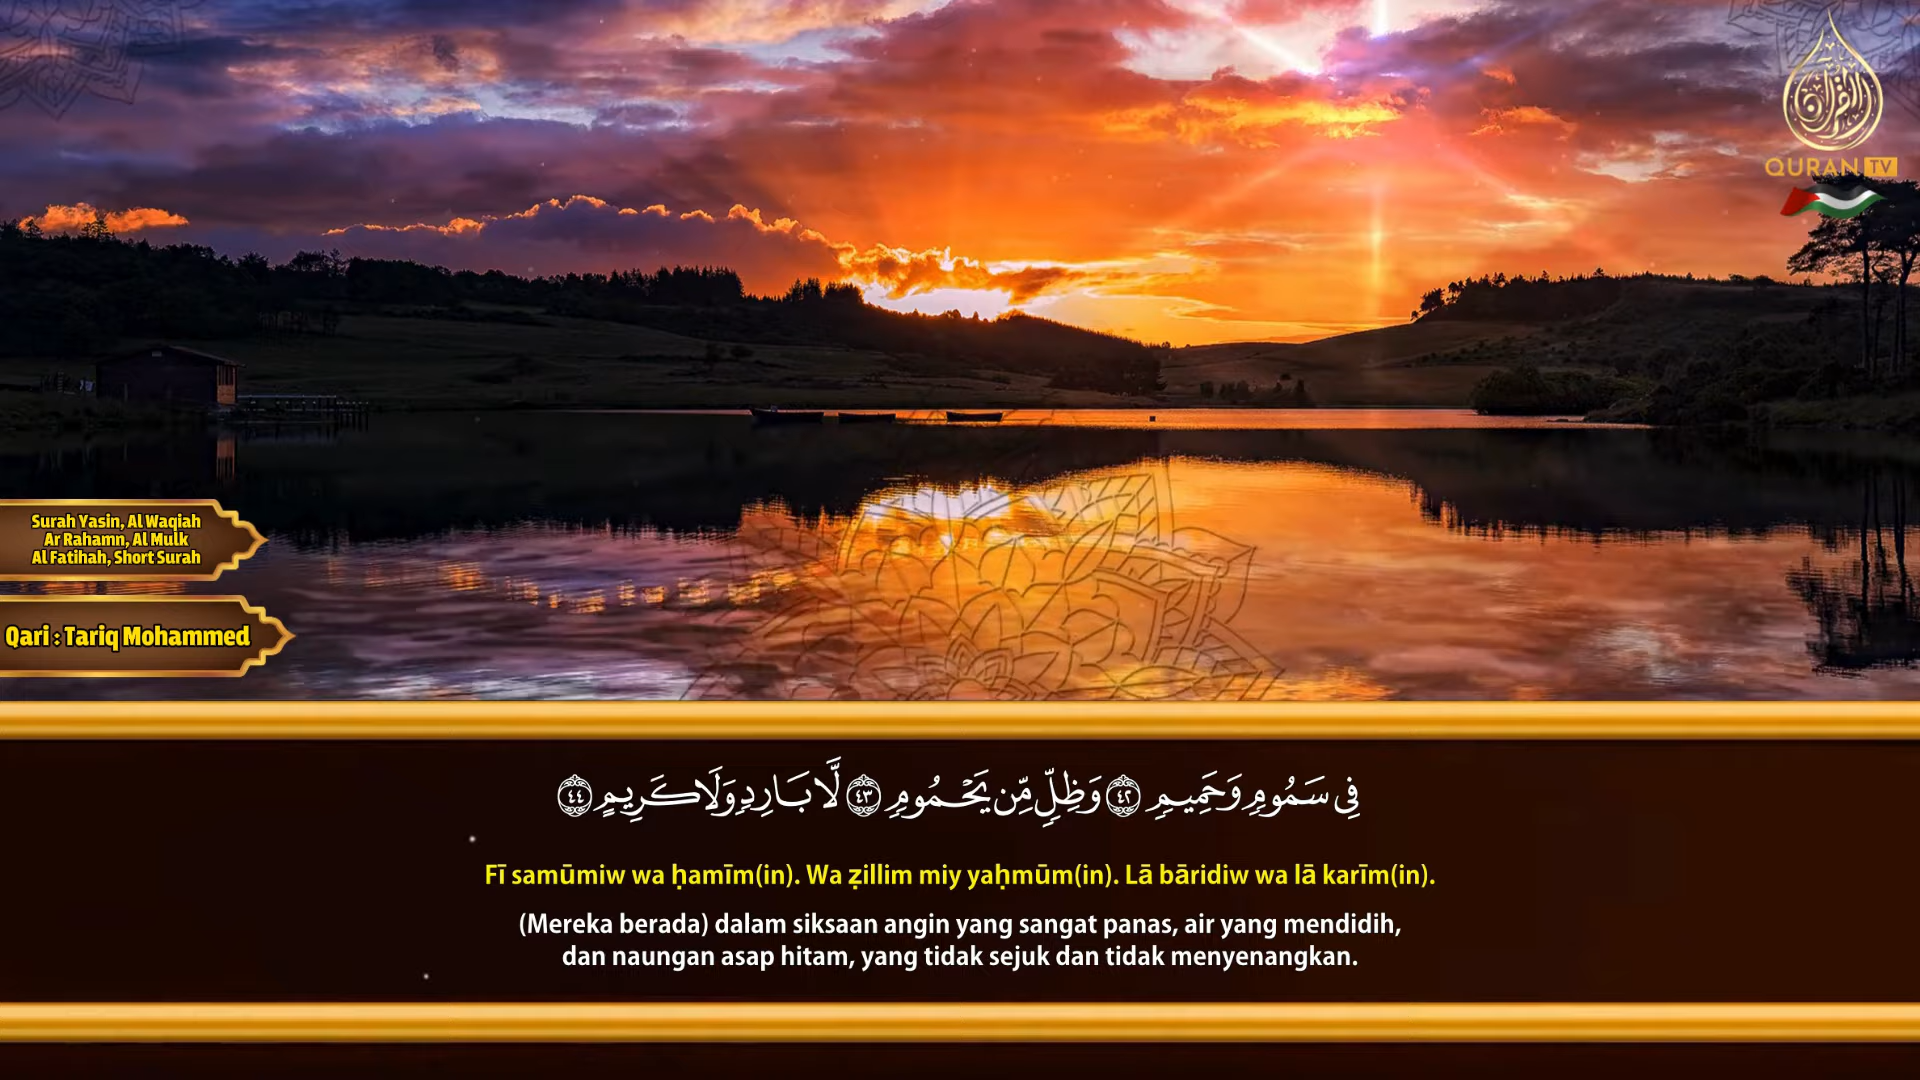 القرآن
QURAN TV
Surah Yasin, Al Waqiah
Ar Rahamn, Al Mulk
Al Fatihah, Short Surah
Qari : Tariq Mohammed
فِي سَمُومٍ وَحَمِيمٍ ٤٢ وَظِلٍّ مِّن يَحْمُومٍ ٤٣ لَّا بَارِدٍ وَلَا كَرِيمٍ ٤٤
Fī samūmiw wa ḥamīm(in). Wa ẓillim miy yaḥmūm(in). Lā bāridiw wa lā karīm(in).
(Mereka berada) dalam siksaan angin yang sangat panas, air yang mendidih,
dan naungan asap hitam, yang tidak sejuk dan tidak menyenangkan.